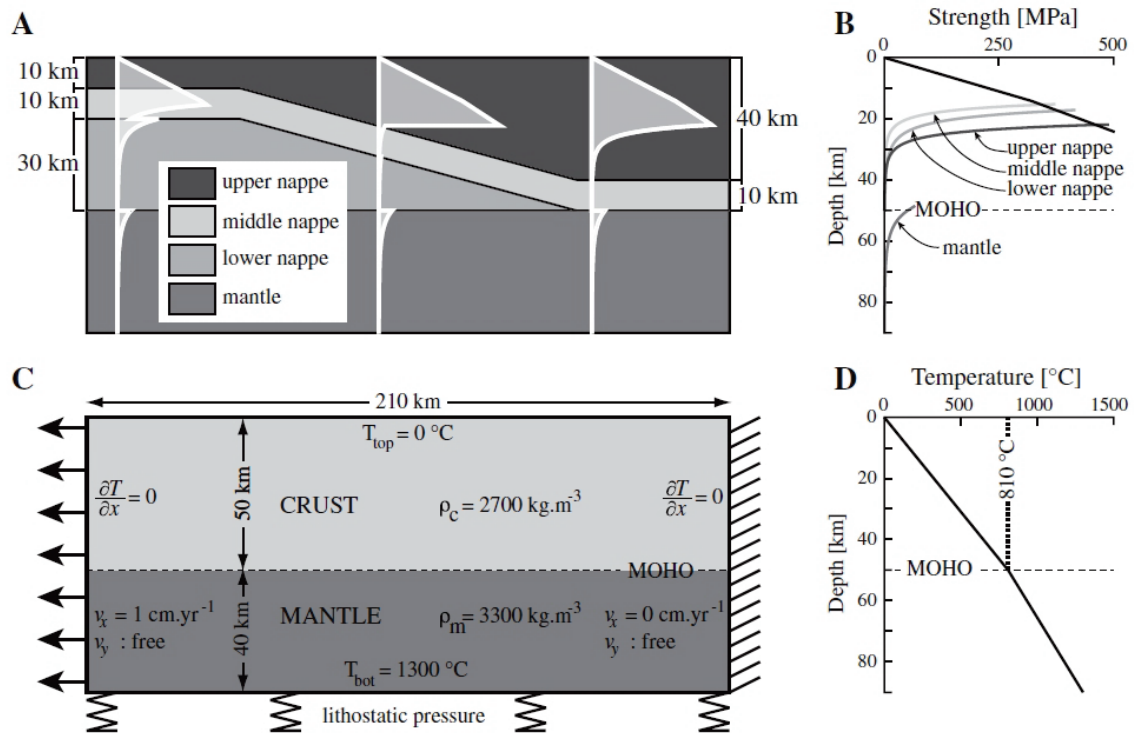 A
10 km
10 km
30 km
40 km
10 km
upper nappe
middle nappe
lower nappe
mantle
B
Strength [MPa]
0 250 500
0
20
40
60
80
Depth [km]
upper nappe
middle nappe
lower nappe
MOHO
mantle
C
210 km
T_top = 0 °C
∂T/∂x = 0
50 km
CRUST
ρ_c = 2700 kg.m⁻³
∂T/∂x = 0
MOHO
v_x = 1 cm.yr⁻¹
v_y : free
40 km
MANTLE
ρ_m = 3300 kg.m⁻³
v_x = 0 cm.yr⁻¹
v_y : free
T_bot = 1300 °C
lithostatic pressure
D
Temperature [°C]
0 500 1000 1500
0
20
40
60
80
Depth [km]
810 °C
MOHO